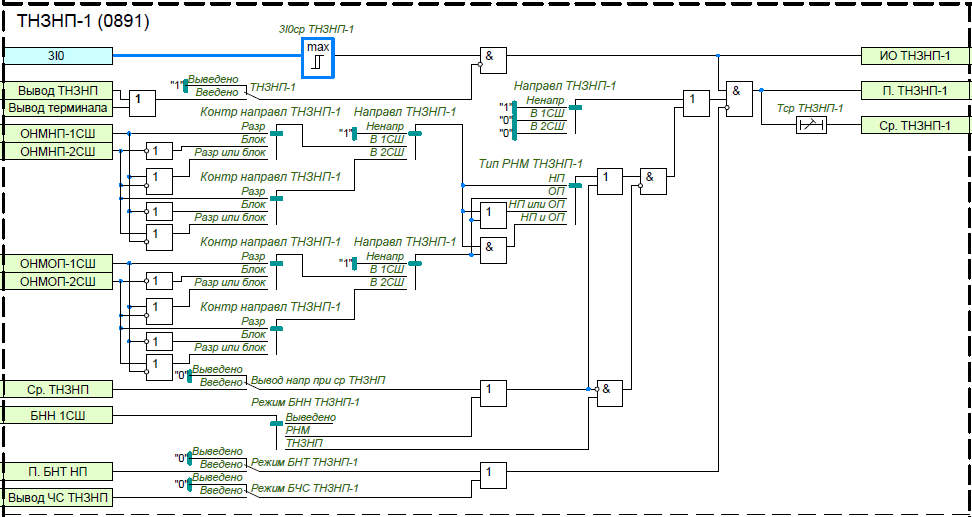 ТНЗНП-1 (0891)
3I0ср ТНЗНП-1
max
3I0
&
ИО ТНЗНП-1
Вывод ТНЗНП
Вывод терминала
1
"1"
Выведено
Введено
ТНЗНП-1
Направл ТНЗНП-1
"1"
Ненапр
"0"
В 1СШ
"0"
В 2СШ
1
&
П. ТНЗНП-1
Тср ТНЗНП-1
Ср. ТНЗНП-1
ОНМНП-1СШ
ОНМНП-2СШ
Контр направл ТНЗНП-1
Разр
Блок
Разр или блок
1
1
Направл ТНЗНП-1
"1"
Ненапр
В 1СШ
В 2СШ
Контр направл ТНЗНП-1
Разр
Блок
Разр или блок
1
1
Тип РНМ ТНЗНП-1
НП
ОП
НП или ОП
НП и ОП
1
&
1
&
ОНМОП-1СШ
ОНМОП-2СШ
Контр направл ТНЗНП-1
Разр
Блок
Разр или блок
1
1
Направл ТНЗНП-1
"1"
Ненапр
В 1СШ
В 2СШ
Контр направл ТНЗНП-1
Разр
Блок
Разр или блок
1
1
Ср. ТНЗНП
"0"
Выведено
Введено
Вывод напр при ср ТНЗНП
1
&
БНН 1СШ
Режим БНН ТНЗНП-1
Выведено
РНМ
ТНЗНП
П. БНТ НП
"0"
Выведено
Введено
Режим БНТ ТНЗНП-1
1
Вывод ЧС ТНЗНП
"0"
Выведено
Введено
Режим БЧС ТНЗНП-1